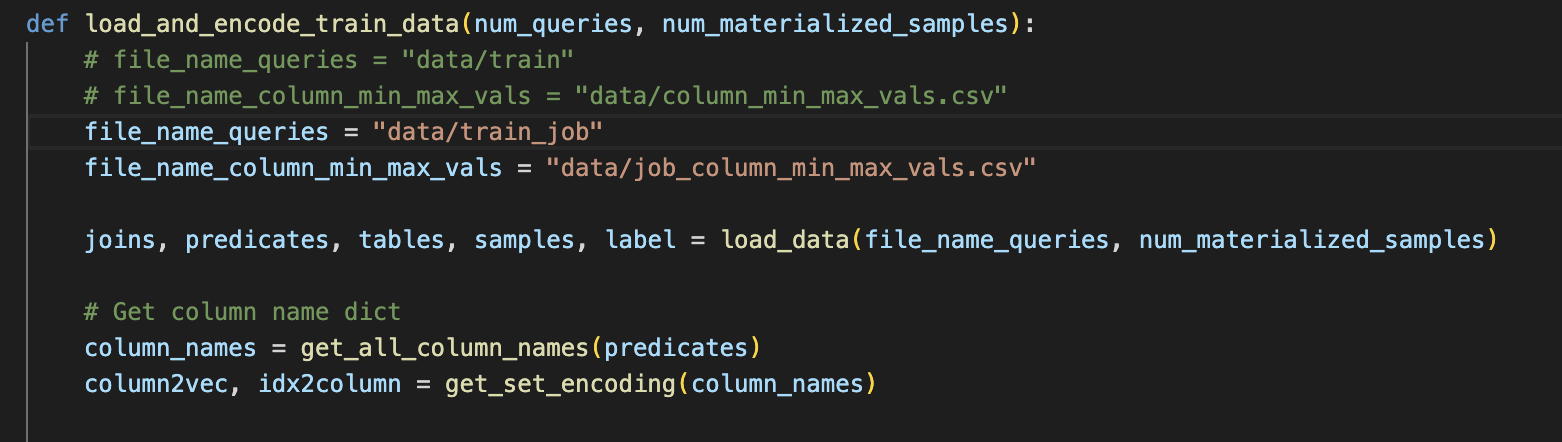 def load_and_encode_train_data(num_queries, num_materialized_samples):
    # file_name_queries = "data/train"
    # file_name_column_min_max_vals = "data/column_min_max_vals.csv"
    file_name_queries = "data/train_job"
    file_name_column_min_max_vals = "data/job_column_min_max_vals.csv"

    joins, predicates, tables, samples, label = load_data(file_name_queries, num_materialized_samples)

    # Get column name dict
    column_names = get_all_column_names(predicates)
    column2vec, idx2column = get_set_encoding(column_names)